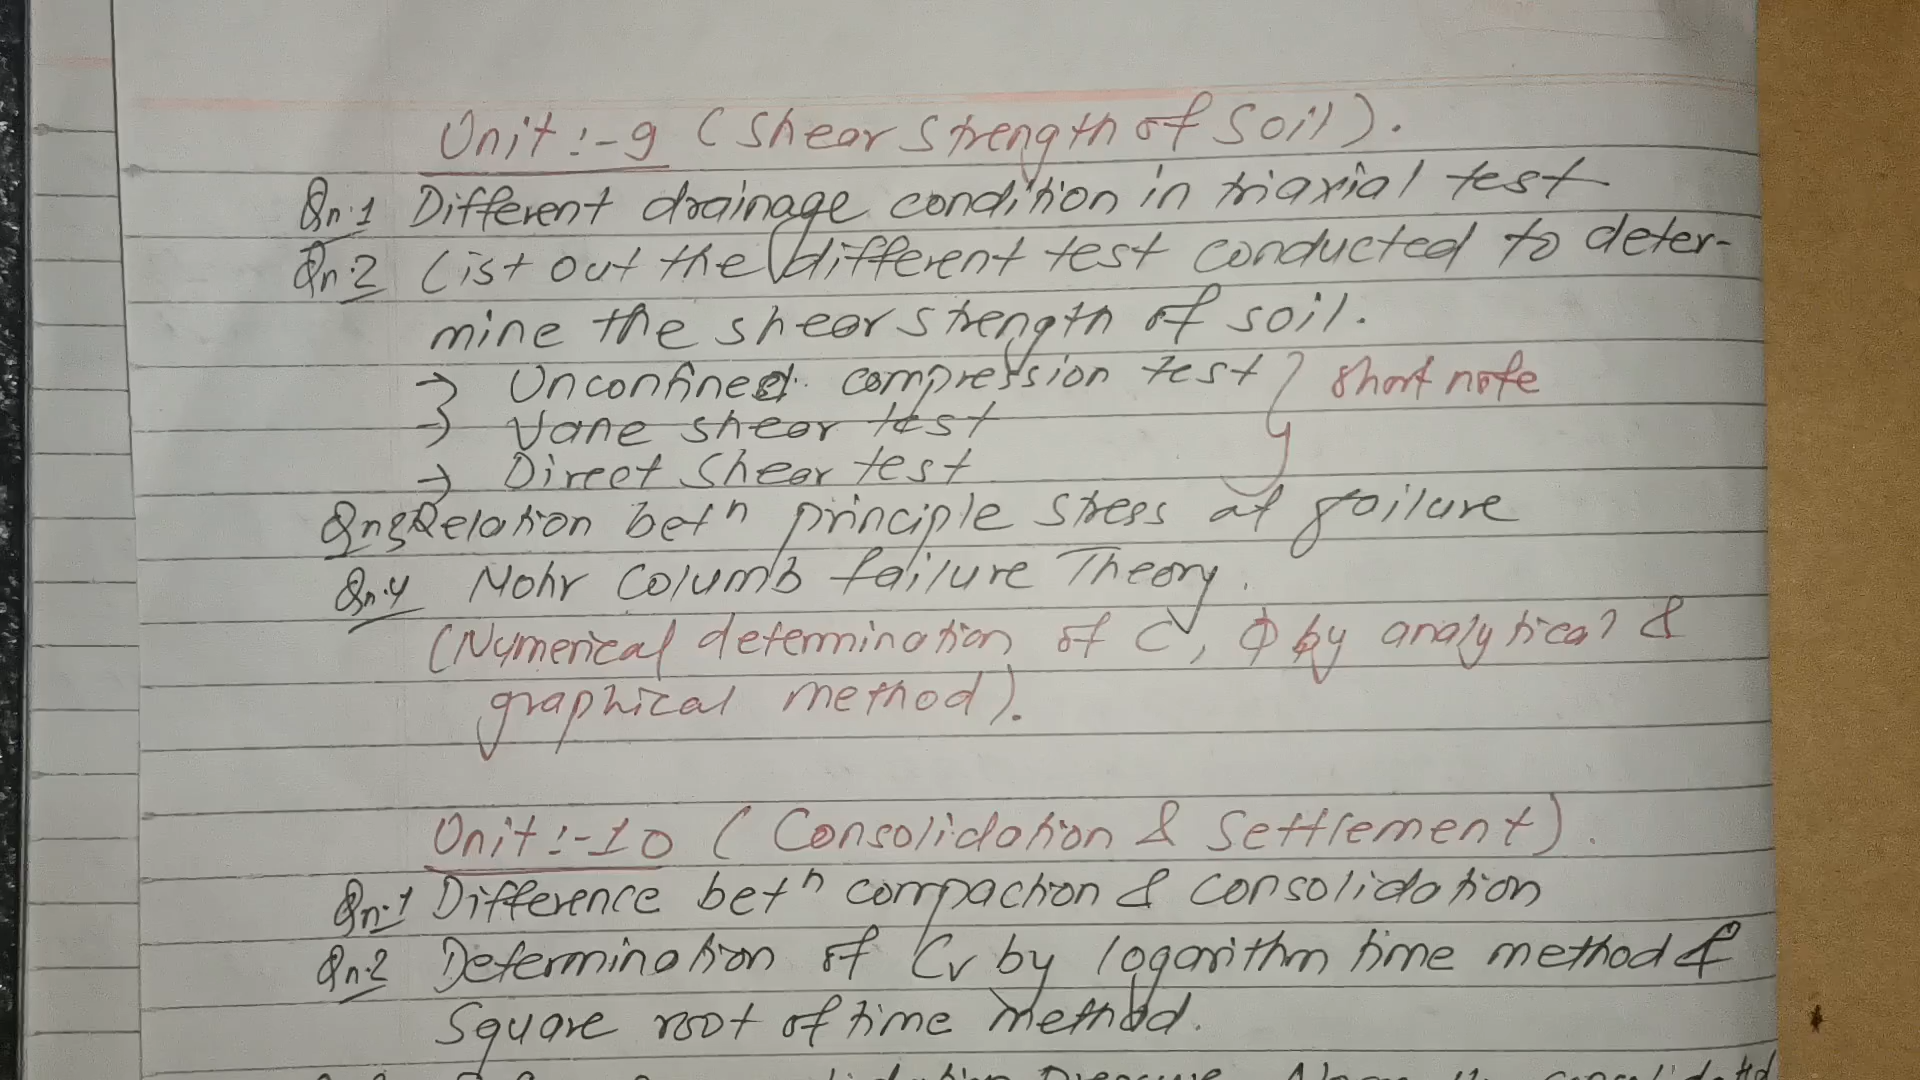 Unit:-9 (Shear Strength of Soil).
Qn.1 Different drainage condition in triaxial test
Qn.2 List out the different test conducted to deter-
mine the shear strength of soil.
→ Unconfined compression test } short note
→ Vane shear test
→ Direct Shear test
Qn3 Relation betn principle stress at failure
Qn.4 Mohr Columb failure Theory.
(Numerical determination of C, Φ by analytical &
graphical method).
Unit:-10 (Consolidation & Settlement).
Qn.1 Difference betn compaction & consolidation
Qn.2 Determination of Cv by logarithm time method &
Square root of time method.